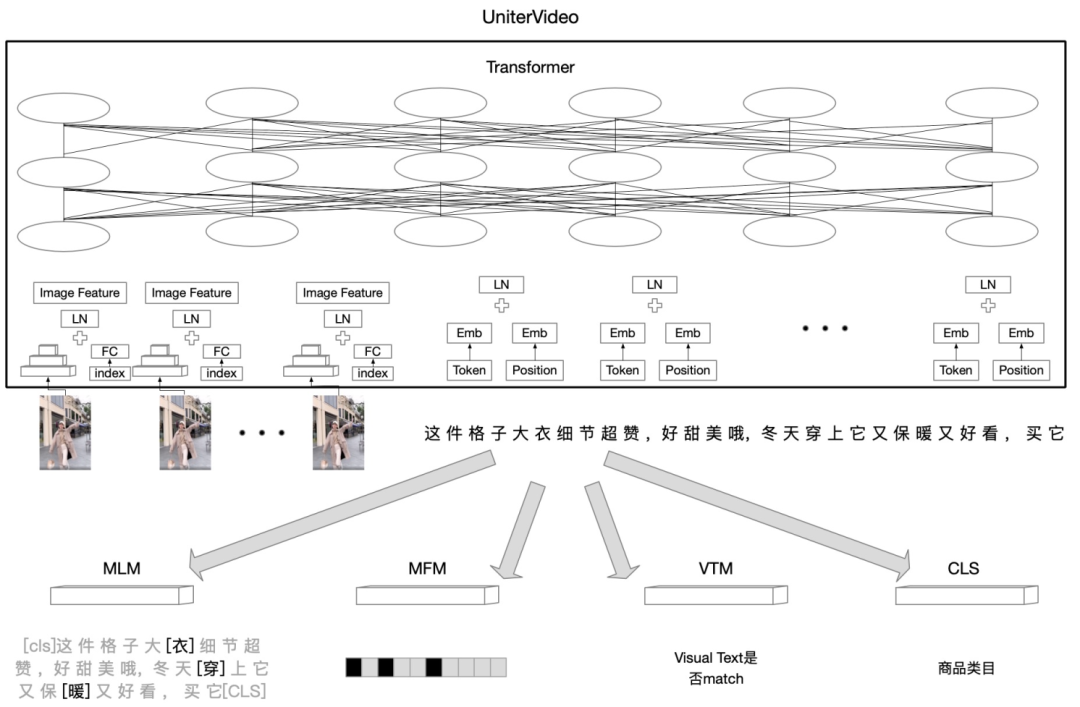 UniterVideo
Transformer
Image Feature
Image Feature
Image Feature
LN
LN
LN
FC
FC
FC
index
index
index
LN
LN
LN
Emb
Emb
Emb
Emb
Emb
Emb
Token
Position
Token
Position
Token
Position
这件格子大衣细节超赞，好甜美哦，冬天穿上它又保暖又好看，买它
MLM
MFM
VTM
CLS
[cls]这件格子大[衣]细节超
赞，好甜美哦，冬天[穿]上它
又保[暖]又好看，买它[CLS]
Visual Text是
否match
商品类目